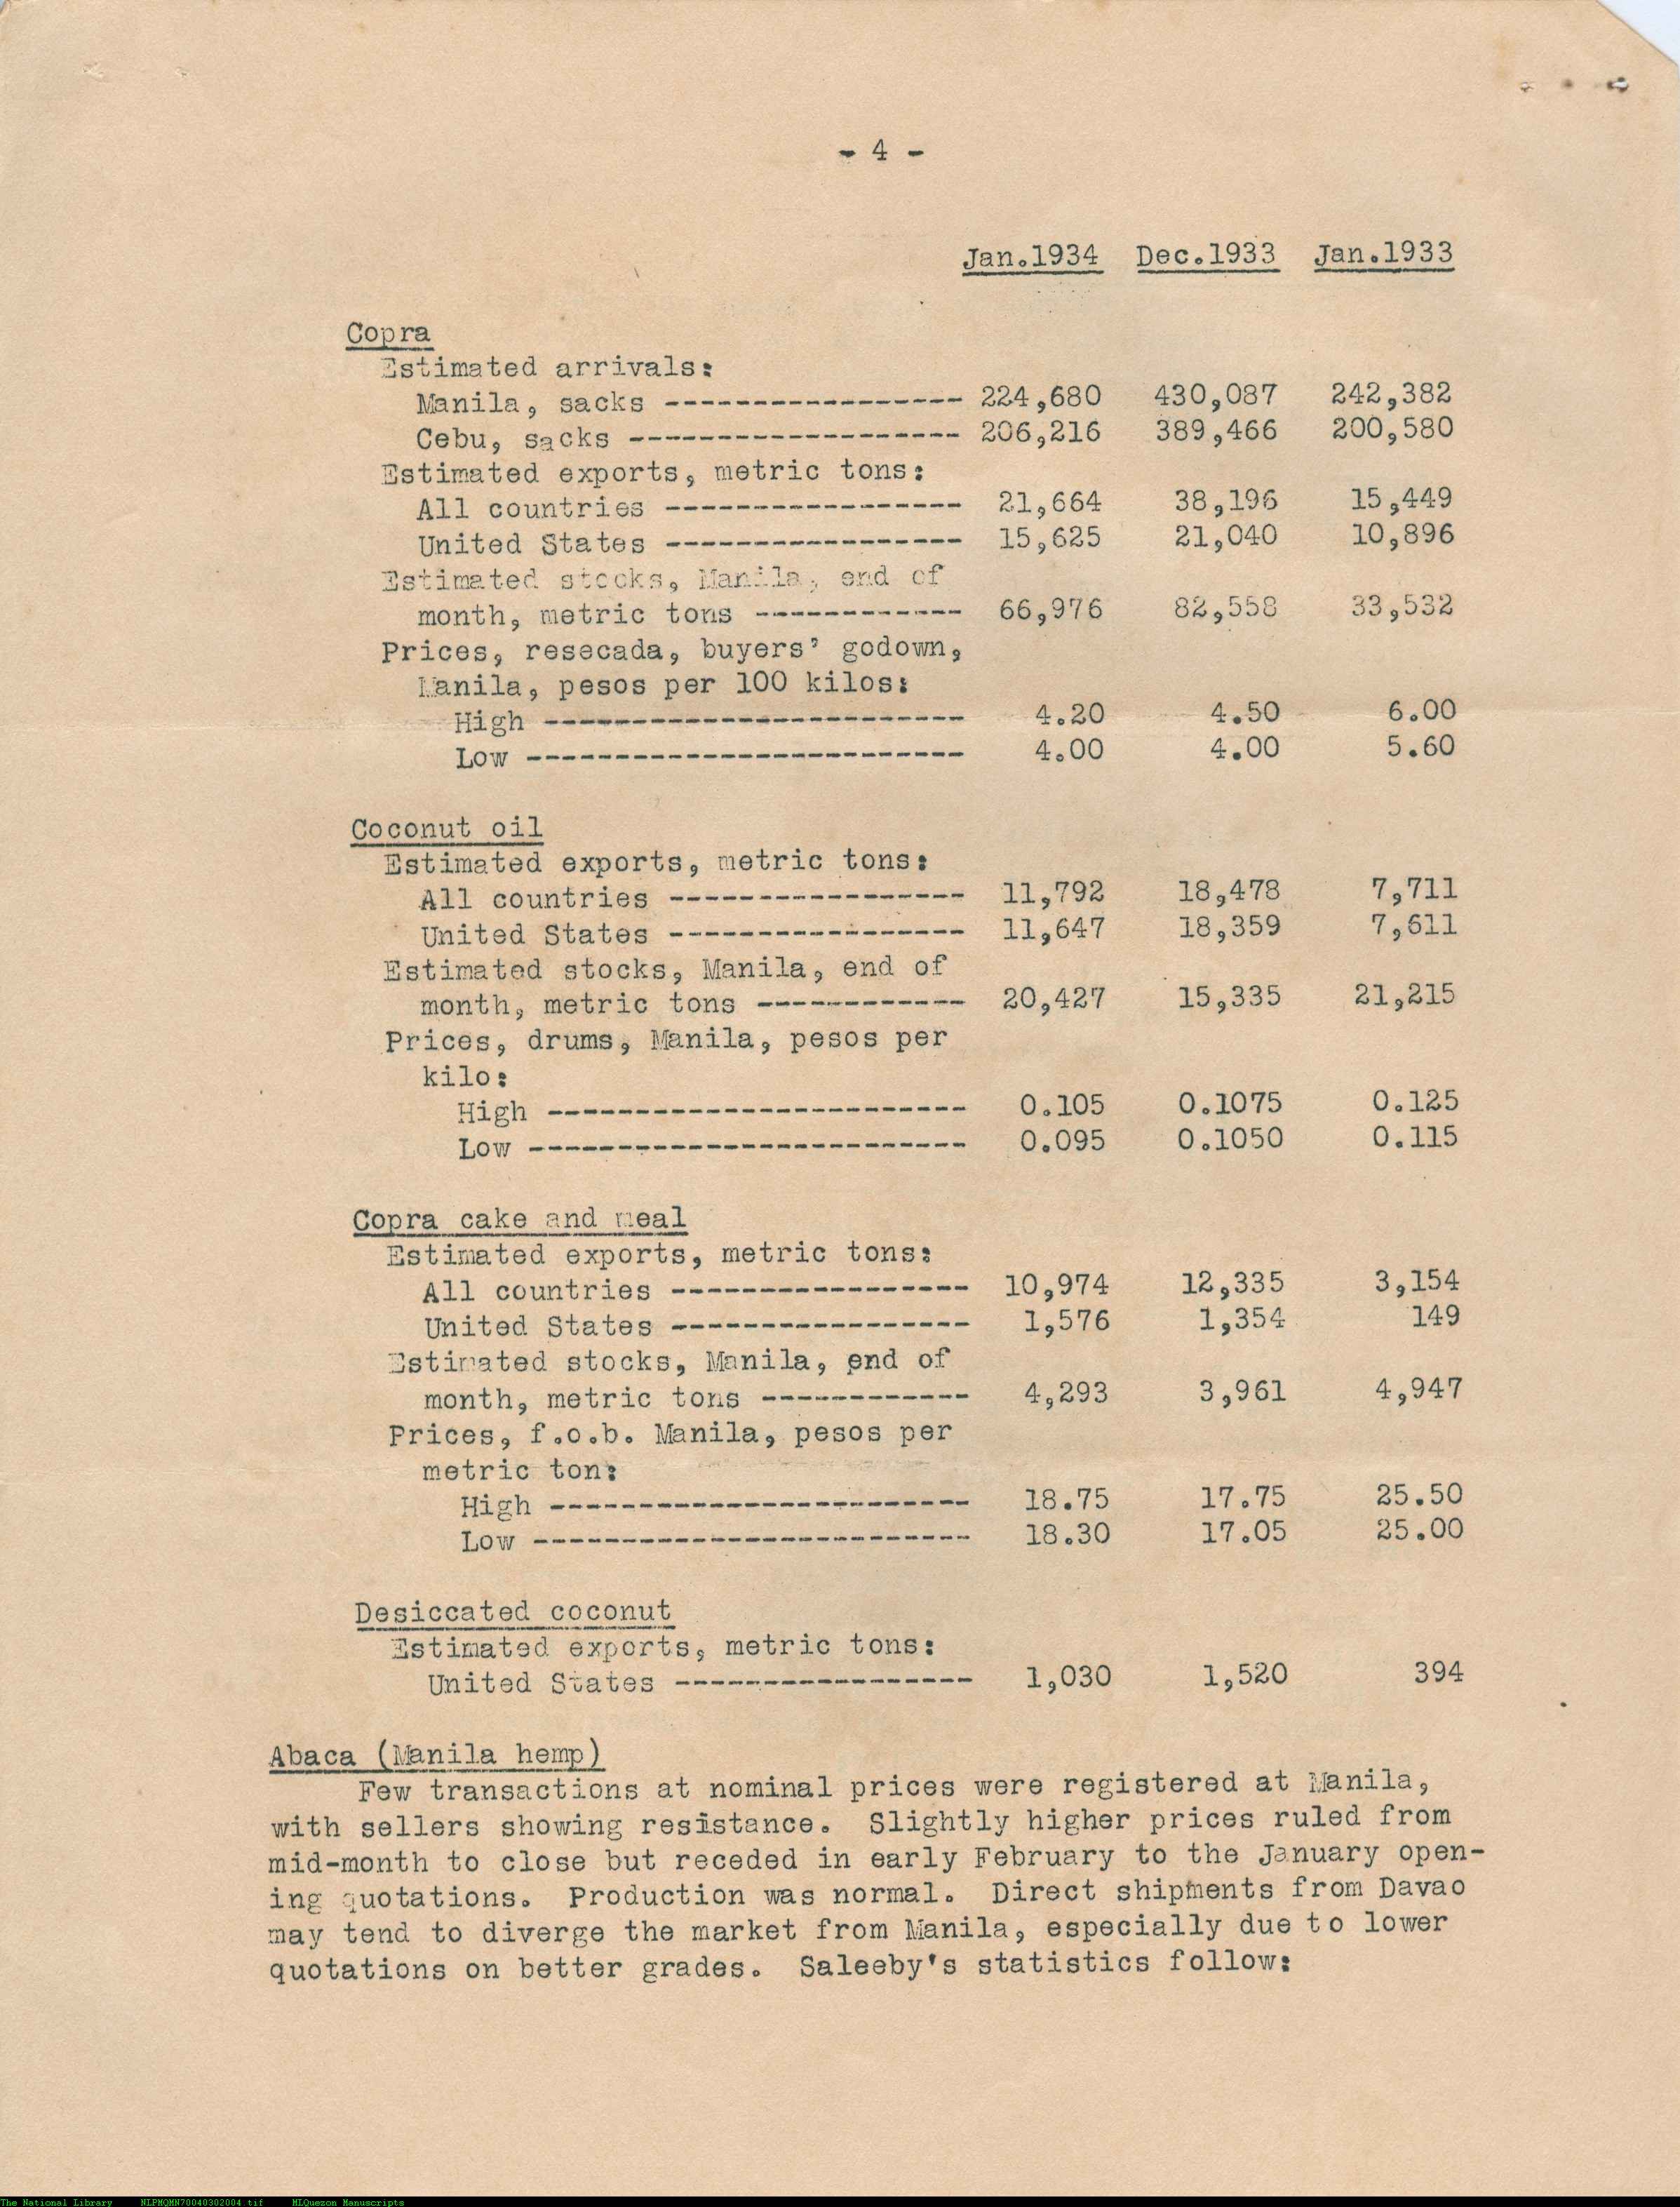 - 4 -
Jan.1934 Dec.1933 Jan.1933
Copra
Estimated arrivals:
Manila, sacks ----------------- 224,680 430,087 242,382
Cebu, sacks ------------------- 206,216 389,466 200,580
Estimated exports, metric tons:
All countries ----------------- 21,664 38,196 15,449
United States ----------------- 15,625 21,040 10,896
Estimated stocks, Manila, end of
month, metric tons ------------ 66,976 82,558 33,532
Prices, resecada, buyers' godown,
Manila, pesos per 100 kilos:
High ------------------------ 4.20 4.50 6.00
Low ------------------------- 4.00 4.00 5.60
Coconut oil
Estimated exports, metric tons:
All countries ----------------- 11,792 18,478 7,711
United States ----------------- 11,647 18,359 7,611
Estimated stocks, Manila, end of
month, metric tons ------------ 20,427 15,335 21,215
Prices, drums, Manila, pesos per
kilo:
High ------------------------ 0.105 0.1075 0.125
Low ------------------------- 0.095 0.1050 0.115
Copra cake and meal
Estimated exports, metric tons:
All countries ----------------- 10,974 12,335 3,154
United States ----------------- 1,576 1,354 149
Estimated stocks, Manila, end of
month, metric tons ------------ 4,293 3,961 4,947
Prices, f.o.b. Manila, pesos per
metric ton:
High ------------------------ 18.75 17.75 25.50
Low ------------------------- 18.30 17.05 25.00
Desiccated coconut
Estimated exports, metric tons:
United States ----------------- 1,030 1,520 394
Abaca (Manila hemp)
Few transactions at nominal prices were registered at Manila,
with sellers showing resistance. Slightly higher prices ruled from
mid-month to close but receded in early February to the January open-
ing quotations. Production was normal. Direct shipments from Davao
may tend to diverge the market from Manila, especially due to lower
quotations on better grades. Saleeby's statistics follow:
The National Library NLPMQMN70040302004 tif MLQuezon Manuscripts